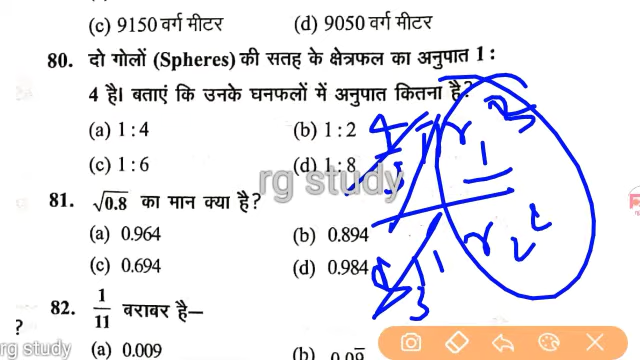 (c) 9150 वर्ग मीटर (d) 9050 वर्ग मीटर
80. दो गोलों (Spheres) की सतह के क्षेत्रफल का अनुपात 1 :
4 है। बताएं कि उनके घनफलों में अनुपात कितना है?
(a) 1 : 4 (b) 1 : 2
(c) 1 : 6 (d) 1 : 8
rg study
81. √0.8 का मान क्या है?
(a) 0.964 (b) 0.894
(c) 0.694 (d) 0.984
82. 1/11 बराबर है–
?
rg study
(a) 0.009 (b)